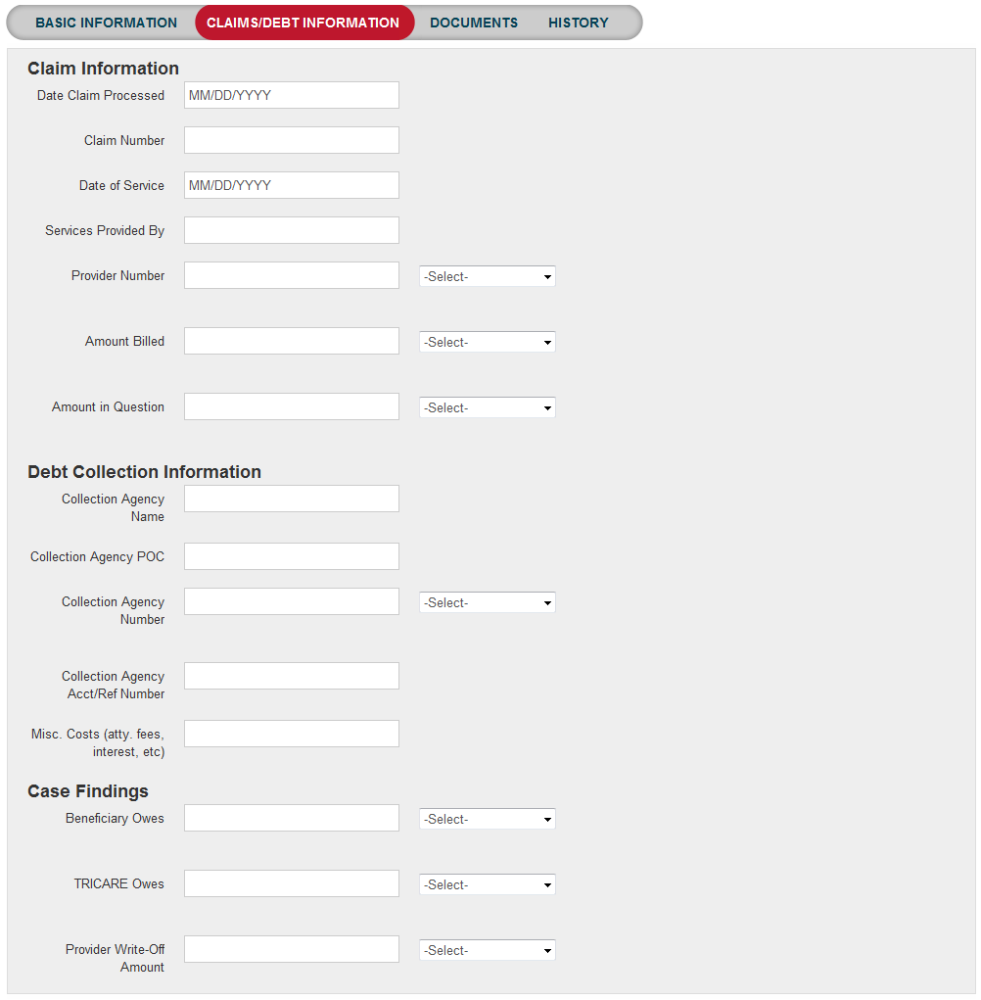 BASIC INFORMATION CLAIMS/DEBT INFORMATION DOCUMENTS HISTORY
Claim Information
Date Claim Processed MM/DD/YYYY
Claim Number
Date of Service MM/DD/YYYY
Services Provided By
Provider Number -Select-
Amount Billed -Select-
Amount in Question -Select-
Debt Collection Information
Collection Agency
Name
Collection Agency POC
Collection Agency -Select-
Number
Collection Agency
Acct/Ref Number
Misc. Costs (atty. fees,
interest, etc)
Case Findings
Beneficiary Owes -Select-
TRICARE Owes -Select-
Provider Write-Off -Select-
Amount